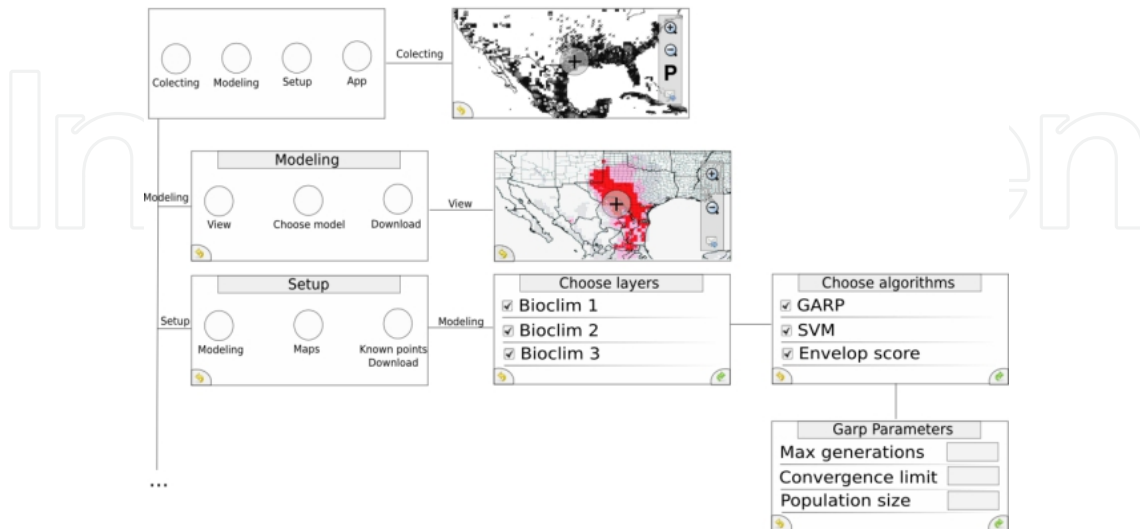 Colecting
Modeling
Setup
App
Colecting
P
Modeling
Modeling
View
Choose model
Download
View
Setup
Setup
Modeling
Maps
Known points
Download
Modeling
Choose layers
Bioclim 1
Bioclim 2
Bioclim 3
Choose algorithms
GARP
SVM
Envelop score
Garp Parameters
Max generations
Convergence limit
Population size
...
In
en